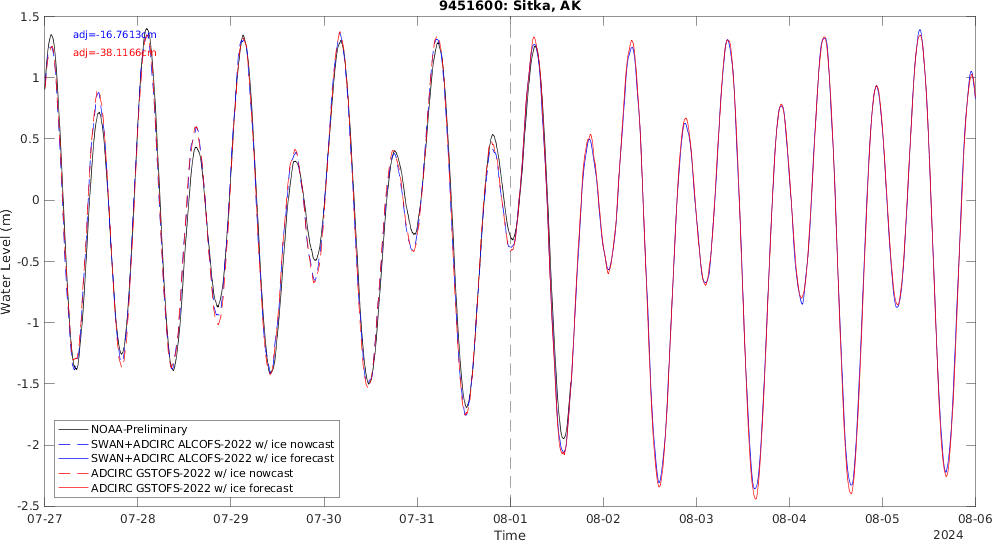 9451600: Sitka, AK
adj=-16.7613cm
adj=-38.1166cm
1.5
1
0.5
0
-0.5
-1
-1.5
-2
-2.5
Water Level (m)
NOAA-Preliminary
SWAN+ADCIRC ALCOFS-2022 w/ ice nowcast
SWAN+ADCIRC ALCOFS-2022 w/ ice forecast
ADCIRC GSTOFS-2022 w/ ice nowcast
ADCIRC GSTOFS-2022 w/ ice forecast
07-27 07-28 07-29 07-30 07-31 08-01 08-02 08-03 08-04 08-05 08-06
Time
2024